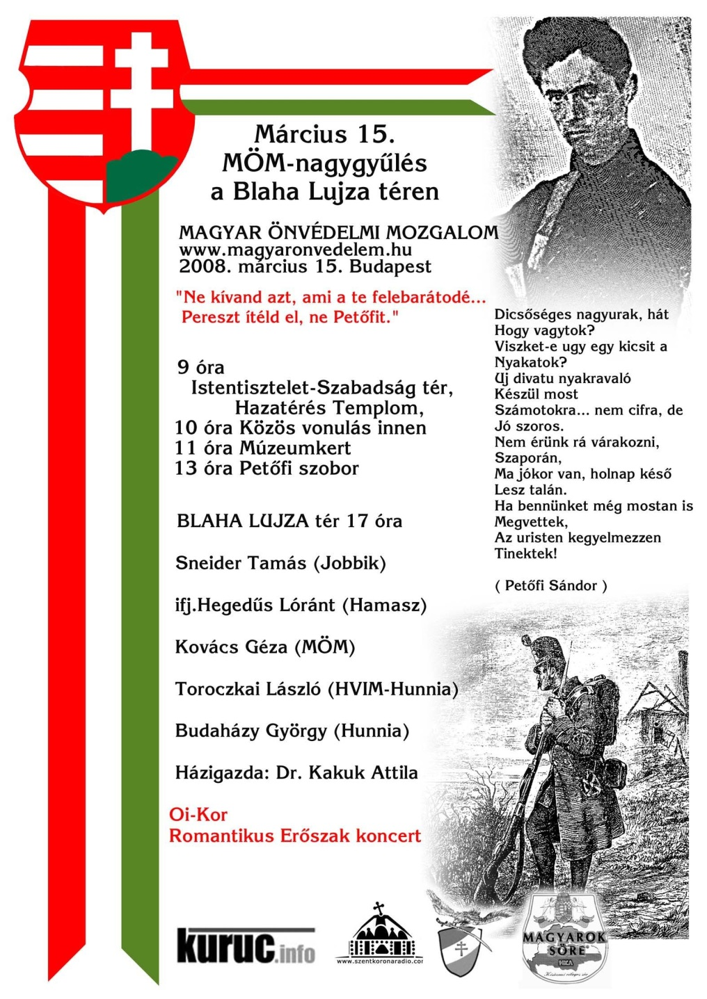 Március 15.
MÖM-nagygyűlés
a Blaha Lujza téren
MAGYAR ÖNVÉDELMI MOZGALOM
www.magyaronvedelem.hu
2008. március 15. Budapest
"Ne kívand azt, ami a te felebarátodé...
Pereszt ítéld el, ne Petőfit."
9 óra
Istentisztelet-Szabadság tér,
Hazatérés Templom,
10 óra Közös vonulás innen
11 óra Múzeumkert
13 óra Petőfi szobor
BLAHA LUJZA tér 17 óra
Sneider Tamás (Jobbik)
ifj.Hegedűs Lóránt (Hamasz)
Kovács Géza (MÖM)
Toroczkai László (HVIM-Hunnia)
Budaházy György (Hunnia)
Házigazda: Dr. Kakuk Attila
Oi-Kor
Romantikus Erőszak koncert
Dicsőséges nagyurak, hát
Hogy vagytok?
Viszket-e ugy egy kicsit a
Nyakatok?
Uj divatu nyakravaló
Készül most
Számotokra... nem cifra, de
Jó szoros.
Nem érünk rá várakozni,
Szaporán,
Ma jókor van, holnap késő
Lesz talán.
Ha bennünket még mostan is
Megvettek,
Az uristen kegyelmezzen
Tinektek!
( Petőfi Sándor )
kuruc.info
www.szentkoronaradio.com
MAGYAROK
SÖRE
HKA